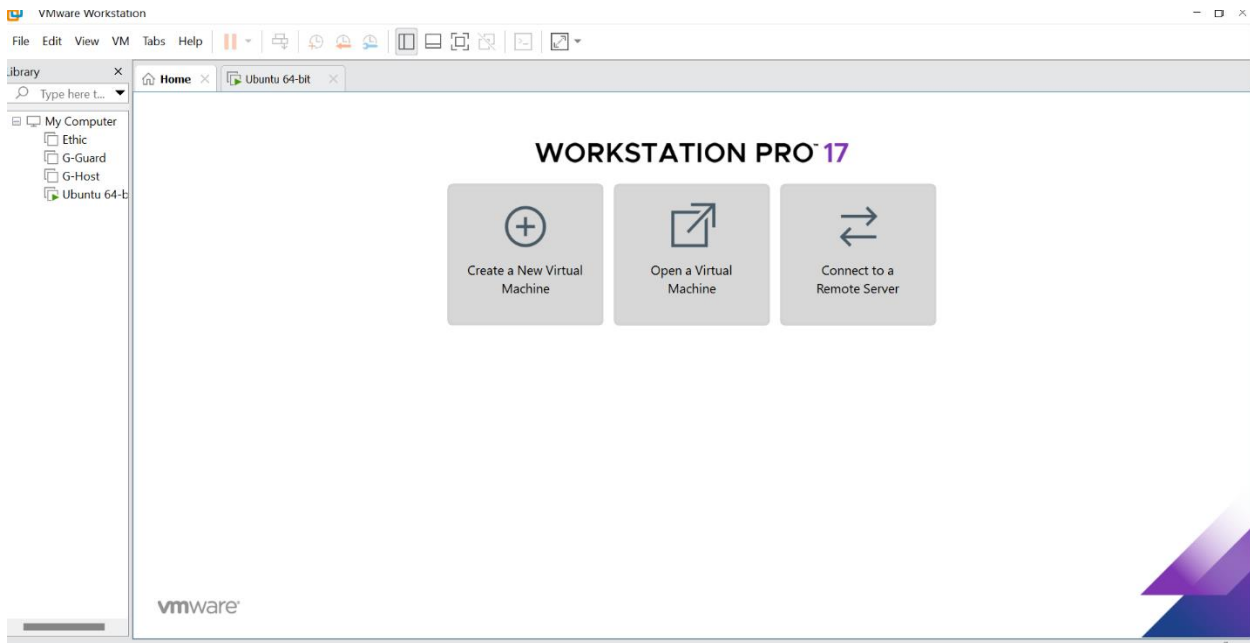 VMware Workstation
File Edit View VM Tabs Help
Library
Type here t...
My Computer
Ethic
G-Guard
G-Host
Ubuntu 64-b
Home
Ubuntu 64-bit
WORKSTATION PRO™ 17
Create a New Virtual
Machine
Open a Virtual
Machine
Connect to a
Remote Server
vmware®